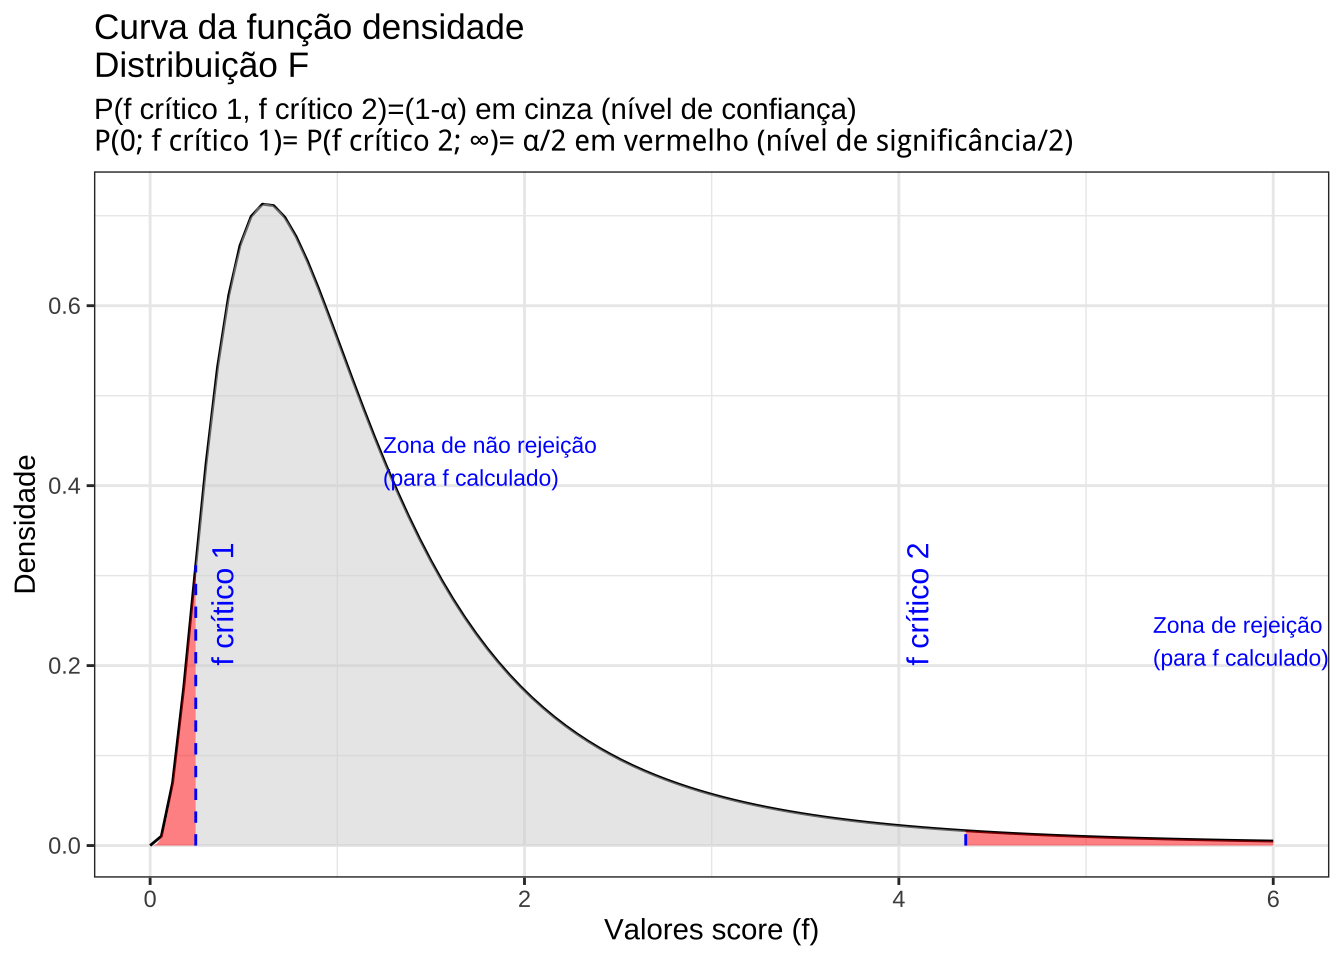 Curva da função densidade
Distribuição F
P(f crítico 1, f crítico 2)=(1-α) em cinza (nível de confiança)
P(0; f crítico 1)= P(f crítico 2; ∞)= α/2 em vermelho (nível de significância/2)
Densidade
0.6
0.4
0.2
0.0
Zona de não rejeição
(para f calculado)
f crítico 1
f crítico 2
Zona de rejeição
(para f calculado)
0
2
4
6
Valores score (f)